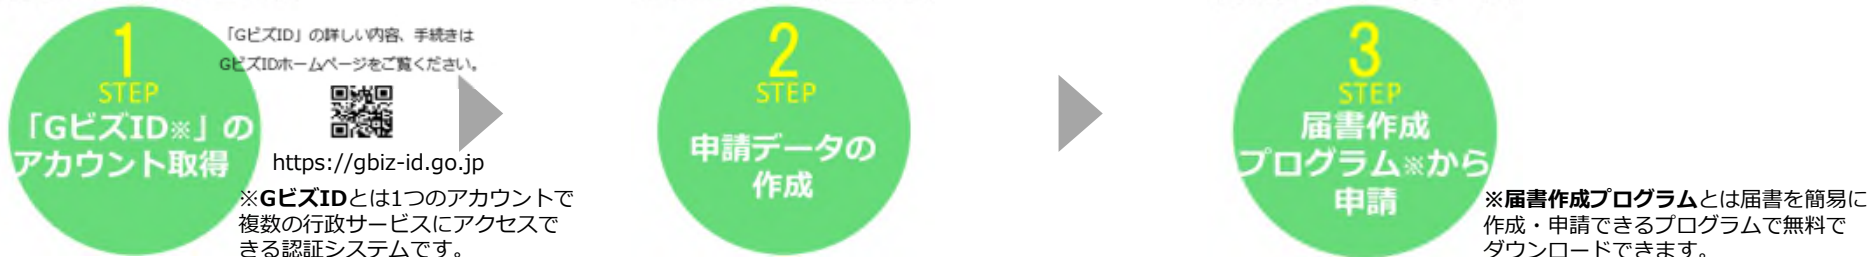 1
STEP
「GビズID※」の
アカウント取得
「GビズID」の詳しい内容、手続きは
GビズIDホームページをご覧ください。
https://gbiz-id.go.jp
※GビズIDとは1つのアカウントで
複数の行政サービスにアクセスで
きる認証システムです。
2
STEP
申請データの
作成
3
STEP
届書作成
プログラム※から
申請
※届書作成プログラムとは届書を簡易に
作成・申請できるプログラムで無料で
ダウンロードできます。